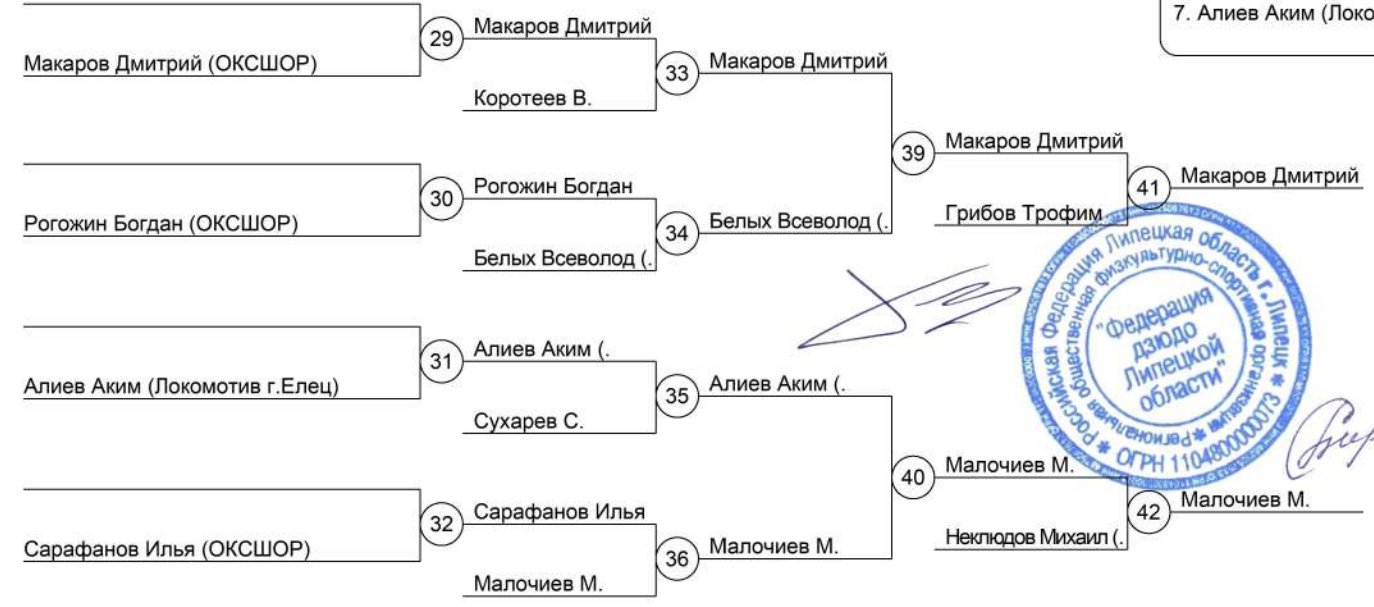 7. Алиев Аким (Локо
29
Макаров Дмитрий
Макаров Дмитрий (ОКСШОР)
33
Макаров Дмитрий
Коротеев В.
39
Макаров Дмитрий
30
Рогожин Богдан
41
Макаров Дмитрий
Рогожин Богдан (ОКСШОР)
34
Белых Всеволод (.
Грибов Трофим
Белых Всеволод (.
31
Алиев Аким (.
Алиев Аким (Локомотив г.Елец)
35
Алиев Аким (.
Сухарев С.
40
Малочиев М.
32
Сарафанов Илья
42
Малочиев М.
Сарафанов Илья (ОКСШОР)
36
Малочиев М.
Неклюдов Михаил (.
Малочиев М.
Российская Федерация Липецкая область г. Липецк * ОГРН 1104800000073 *
Региональная общественная физкультурно-спортивная организация *
"Федерация
дзюдо
Липецкой
области"